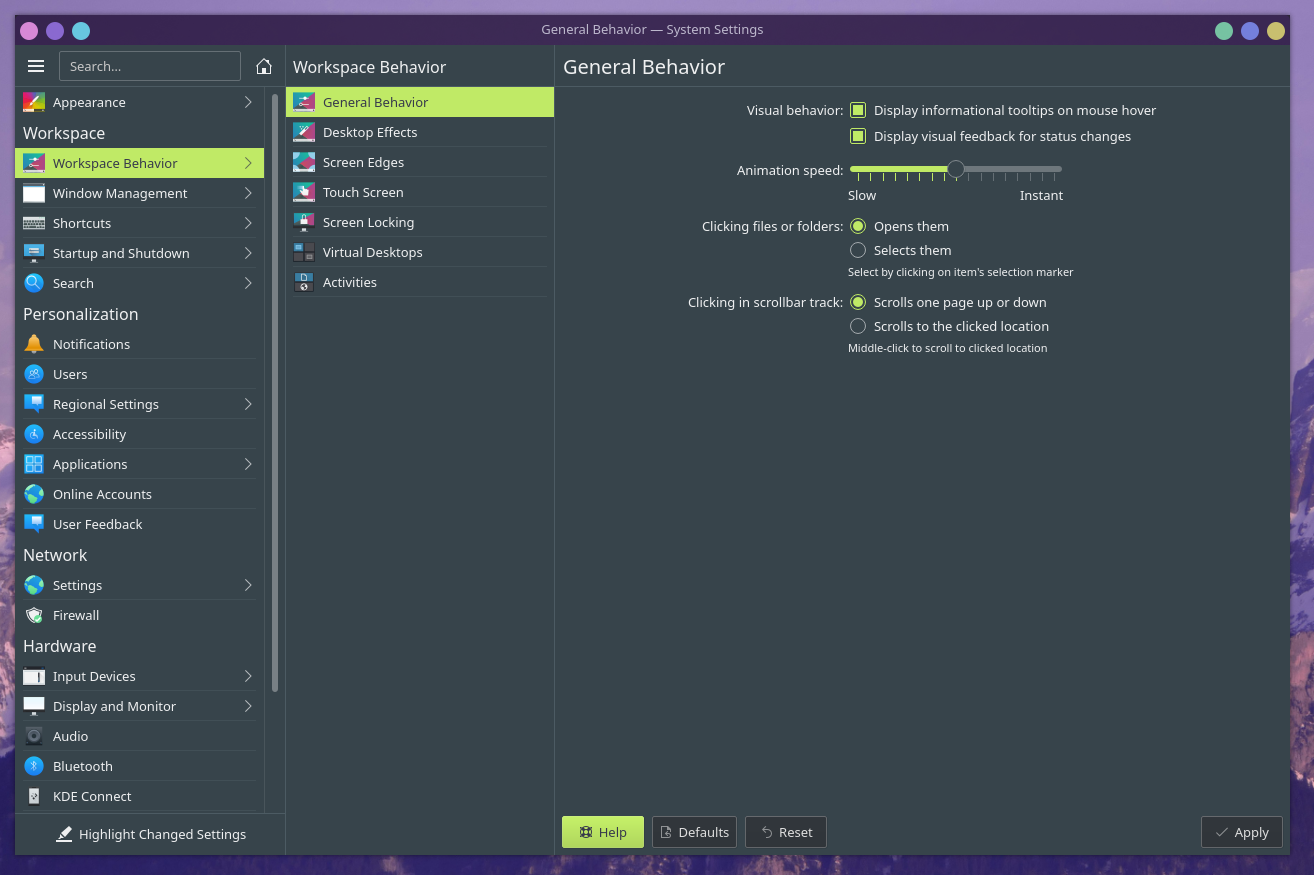 General Behavior — System Settings
Search...
Appearance
Workspace
Workspace Behavior
Window Management
Shortcuts
Startup and Shutdown
Search
Personalization
Notifications
Users
Regional Settings
Accessibility
Applications
Online Accounts
User Feedback
Network
Settings
Firewall
Hardware
Input Devices
Display and Monitor
Audio
Bluetooth
KDE Connect
Highlight Changed Settings
Workspace Behavior
General Behavior
Desktop Effects
Screen Edges
Touch Screen
Screen Locking
Virtual Desktops
Activities
General Behavior
Visual behavior: Display informational tooltips on mouse hover
Display visual feedback for status changes
Animation speed:
Slow Instant
Clicking files or folders: Opens them
Selects them
Select by clicking on item's selection marker
Clicking in scrollbar track: Scrolls one page up or down
Scrolls to the clicked location
Middle-click to scroll to clicked location
Help Defaults Reset Apply